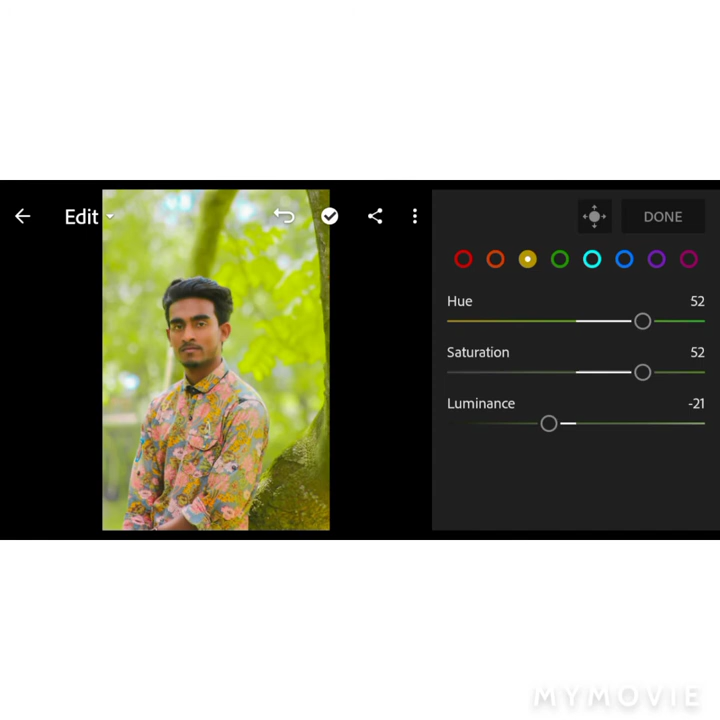 Edit
DONE
Hue 52
Saturation 52
Luminance -21
MYMOVIE